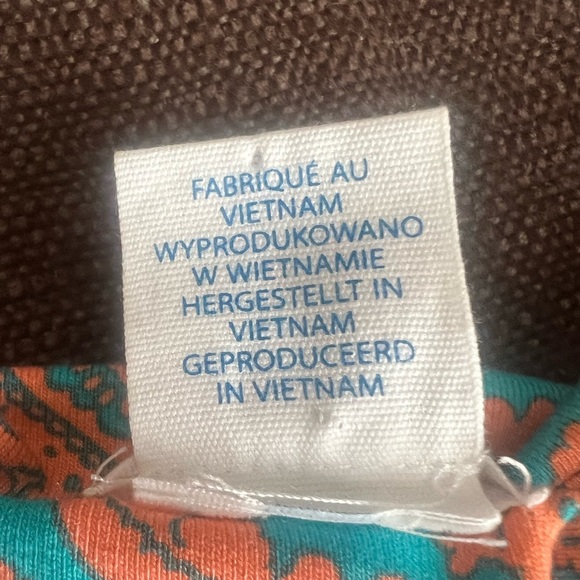 FABRIQUÉ AU
VIETNAM
WYPRODUKOWANO
W WIETNAMIE
HERGESTELLT IN
VIETNAM
GEPRODUCEERD
IN VIETNAM